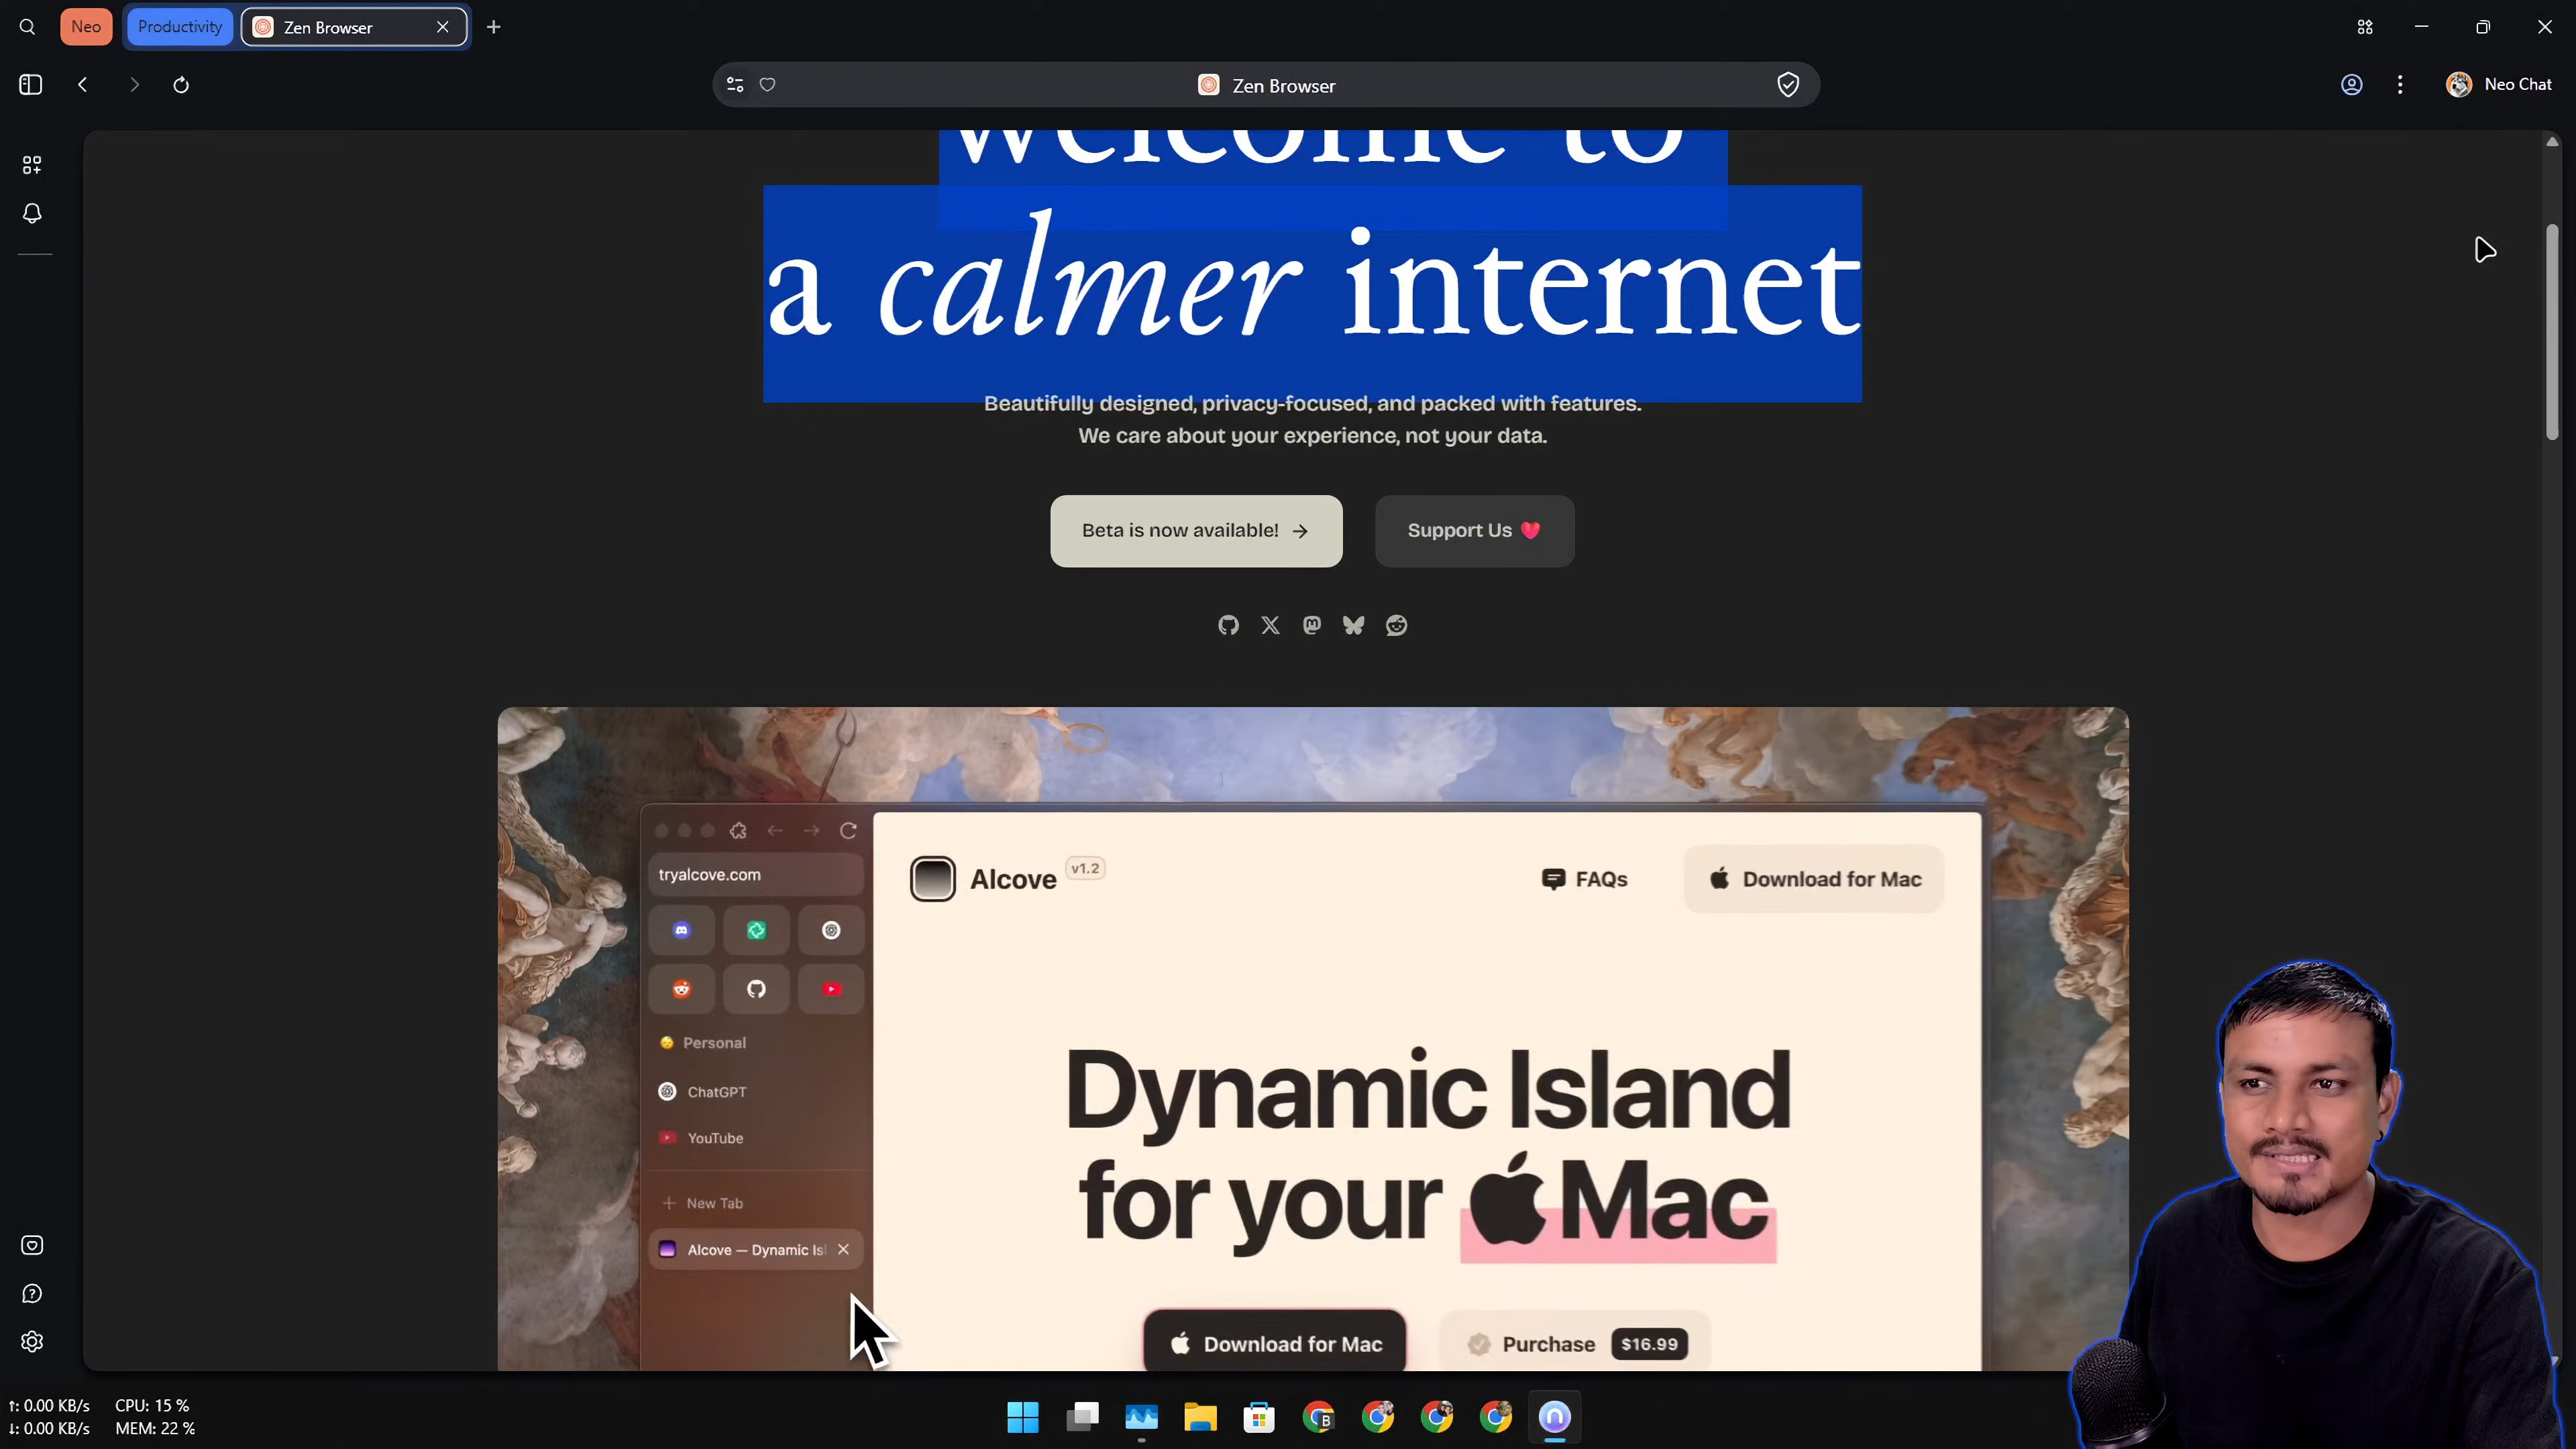 Neo
Productivity
Zen Browser
Zen Browser
Neo Chat
welcome to
a calmer internet
Beautifully designed, privacy-focused, and packed with features.
We care about your experience, not your data.
Beta is now available! →
Support Us ❤️
tryalcove.com
Personal
ChatGPT
YouTube
+ New Tab
Alcove — Dynamic Isl
Alcove v1.2
FAQs
Download for Mac
Dynamic Island
for your Mac
Download for Mac
Purchase $16.99
↑: 0.00 KB/s CPU: 15 %
↓: 0.00 KB/s MEM: 22 %
B